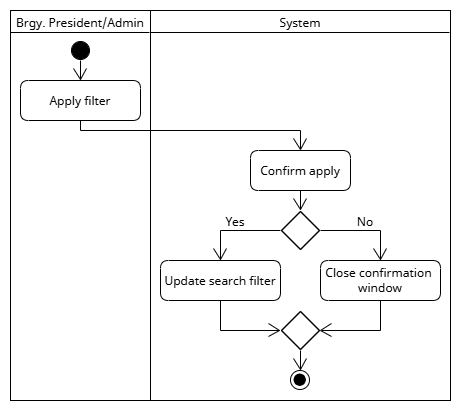 Brgy. President/Admin
System
Apply filter
Confirm apply
Yes
No
Update search filter
Close confirmation
window